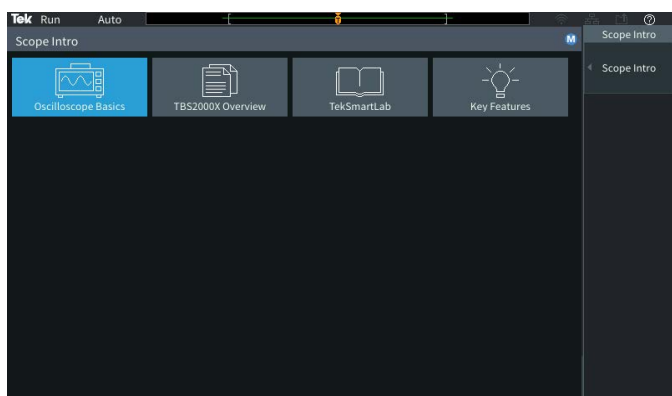 Tek Run Auto
Scope Intro
M
Scope Intro
Scope Intro
Oscilloscope Basics
TBS2000X Overview
TekSmartLab
Key Features